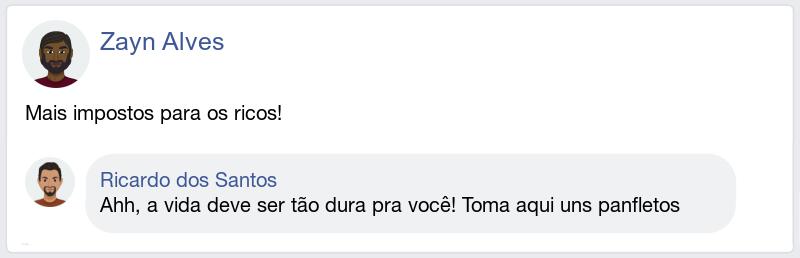 Zayn Alves
Mais impostos para os ricos!
Ricardo dos Santos
Ahh, a vida deve ser tão dura pra você! Toma aqui uns panfletos